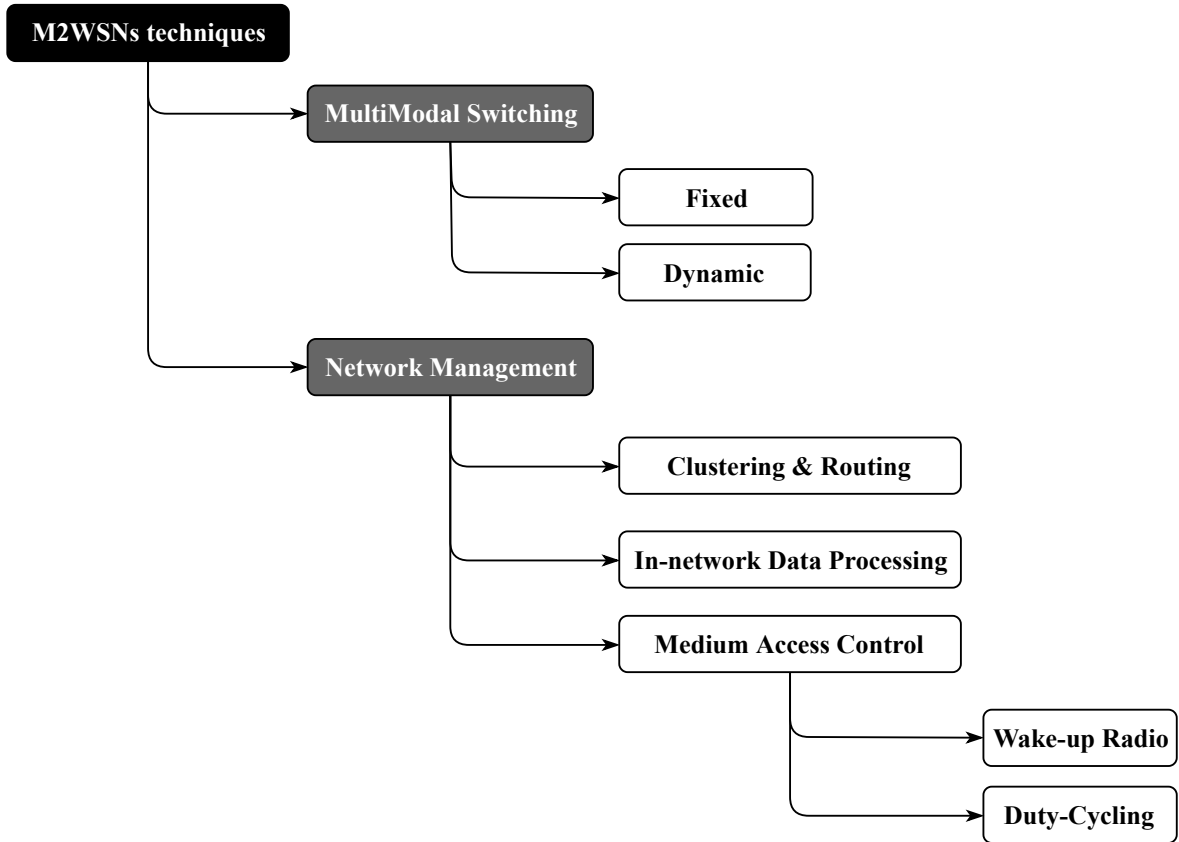 M2WSNs techniques
MultiModal Switching
Fixed
Dynamic
Network Management
Clustering & Routing
In-network Data Processing
Medium Access Control
Wake-up Radio
Duty-Cycling